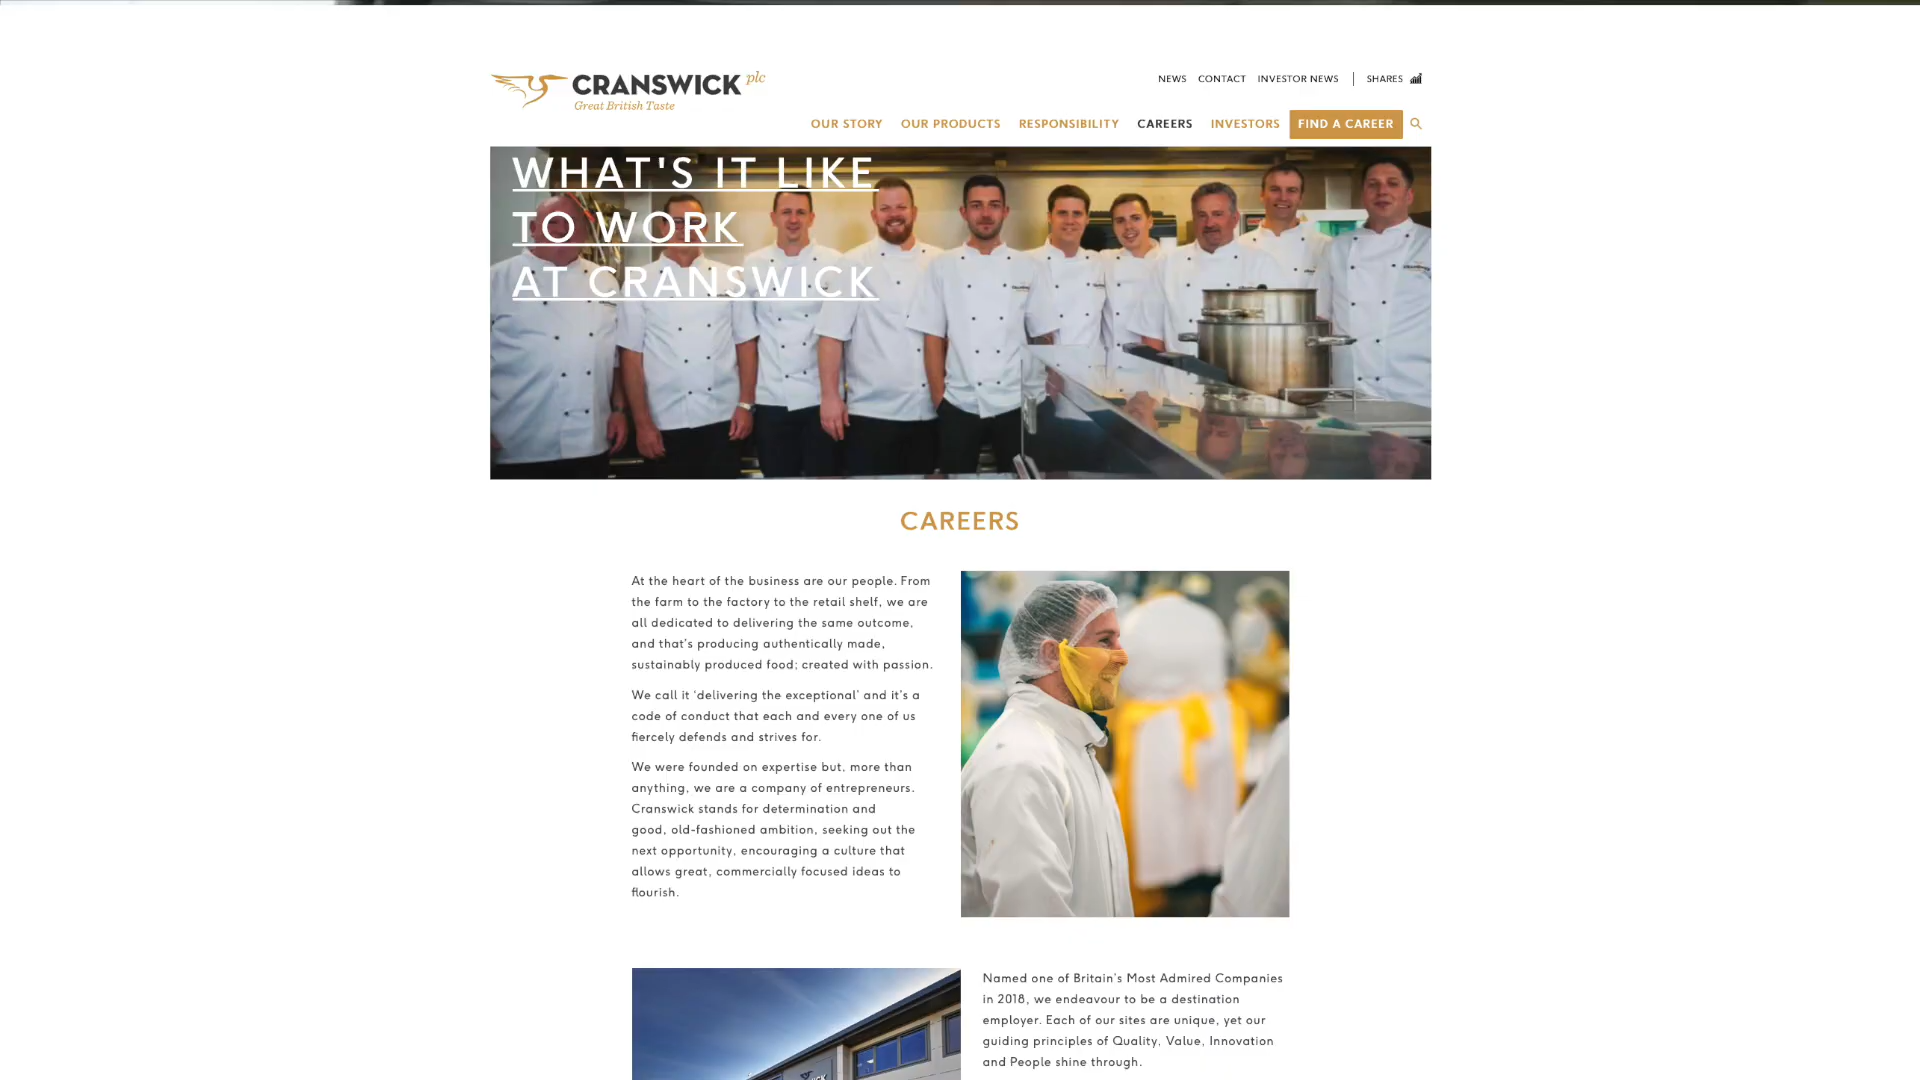 CRANSWICK plc
Great British Taste
NEWS CONTACT INVESTOR NEWS SHARES
OUR STORY OUR PRODUCTS RESPONSIBILITY CAREERS INVESTORS FIND A CAREER
WHAT'S IT LIKE
TO WORK
AT CRANSWICK
CAREERS
At the heart of the business are our people. From
the farm to the factory to the retail shelf, we are
all dedicated to delivering the same outcome,
and that's producing authentically made,
sustainably produced food; created with passion.
We call it ‘delivering the exceptional’ and it's a
code of conduct that each and every one of us
fiercely defends and strives for.
We were founded on expertise but, more than
anything, we are a company of entrepreneurs.
Cranswick stands for determination and
good, old-fashioned ambition, seeking out the
next opportunity, encouraging a culture that
allows great, commercially focused ideas to
flourish.
Named one of Britain's Most Admired Companies
in 2018, we endeavour to be a destination
employer. Each of our sites are unique, yet our
guiding principles of Quality, Value, Innovation
and People shine through.